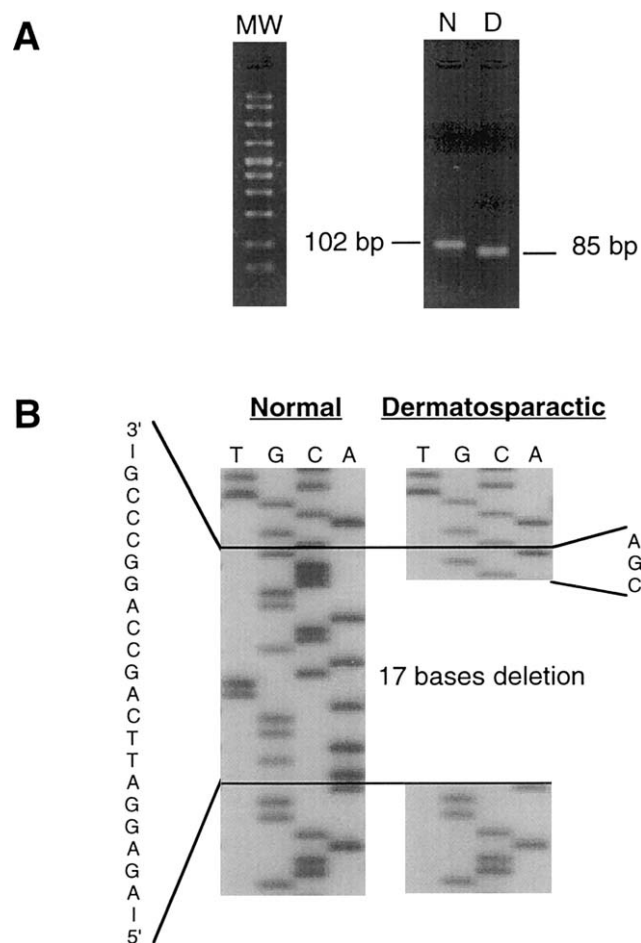 A
MW
N D
102 bp
85 bp
B
Normal
Dermatosparactic
T G C A
T G C A
3'
I
G
C
C
C
G
G
A
C
C
G
A
C
T
T
A
G
G
A
G
A
I
5'
A
G
C
17 bases deletion